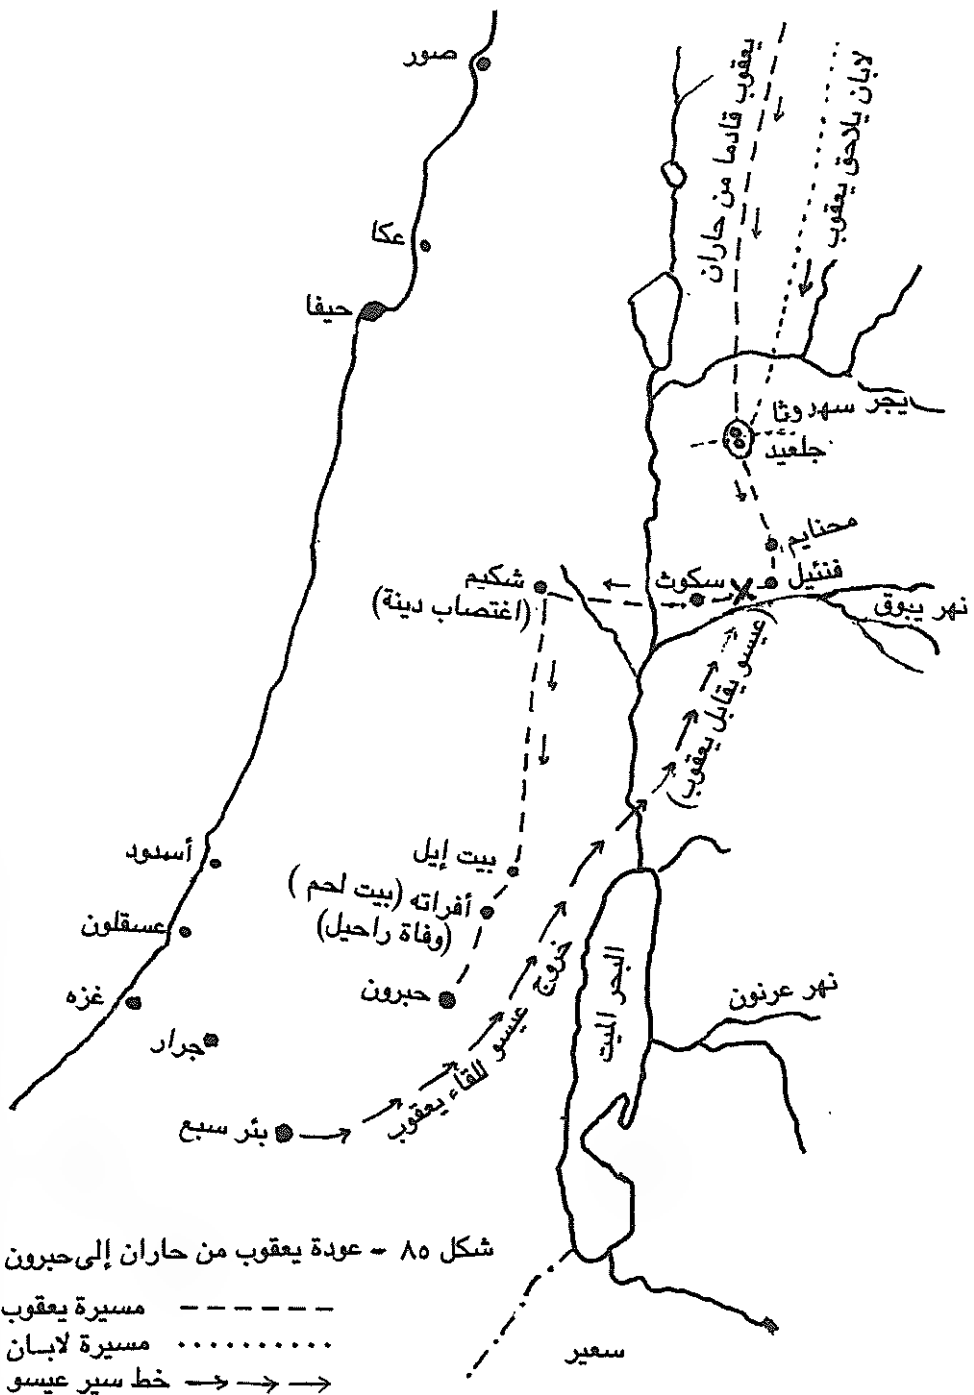 صور
يعقوب قادما من حاران
لابان يلاحق يعقوب
عكا
حيفا
يجر سهدوثا
جلعيد
محنايم
فنئيل
سكوث
شكيم
(اغتصاب دينة)
نهر يبوق
(عيسو يقابل يعقوب)
بيت إيل
أفراته (بيت لحم)
(وفاة راحيل)
حبرون
أسدود
عسقلون
غزه
جرار
بئر سبع
خروج عيسو للقاء يعقوب
البحر الميت
نهر عرنون
سعير
شكل ٨٥ - عودة يعقوب من حاران إلى حبرون
مسيرة يعقوب
مسيرة لابـان
خط سير عيسو